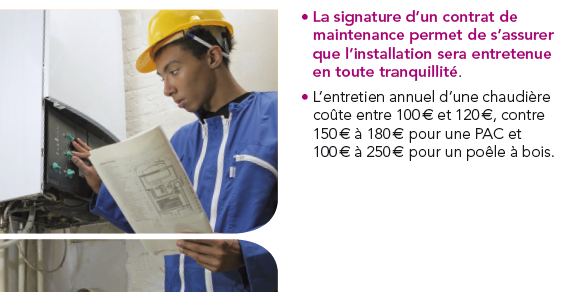 • La signature d’un contrat de
maintenance permet de s’assurer
que l’installation sera entretenue
en toute tranquillité.
• L’entretien annuel d’une chaudière
coûte entre 100 € et 120 €, contre
150 € à 180 € pour une PAC et
100 € à 250 € pour un poêle à bois.